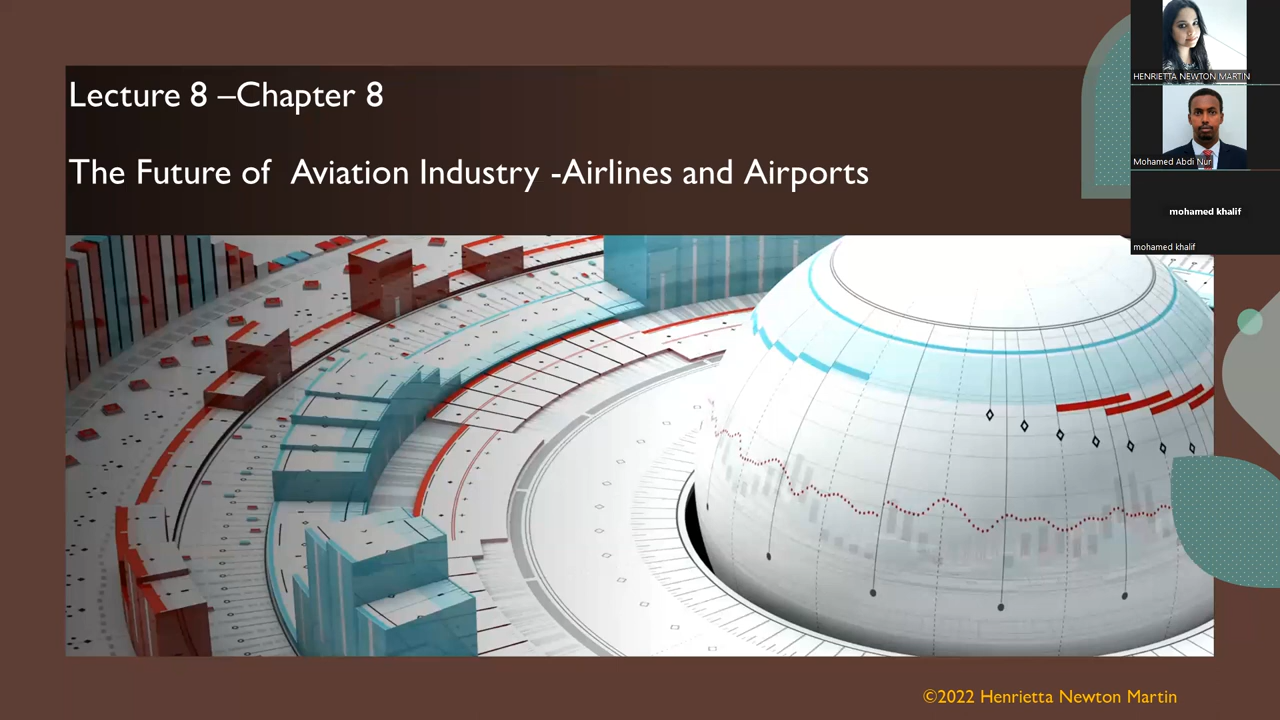 Lecture 8 –Chapter 8
The Future of Aviation Industry -Airlines and Airports
HENRIETTA NEWTON MARTIN
Mohamed Abdi Nur
mohamed khalif
mohamed khalif
©2022 Henrietta Newton Martin